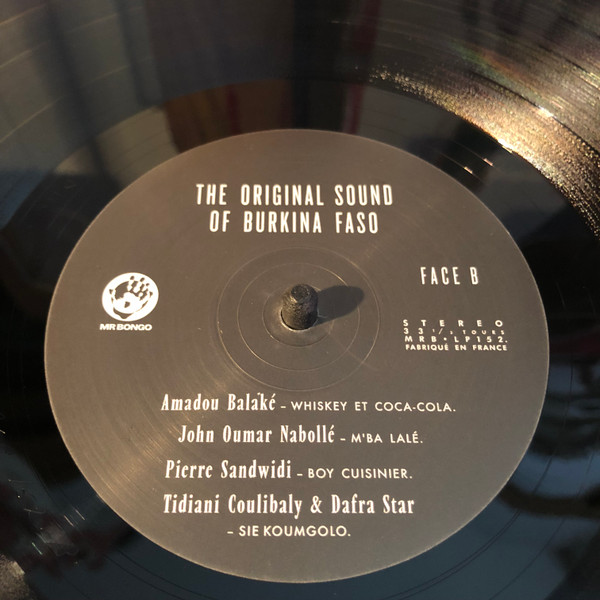 THE ORIGINAL SOUND
OF BURKINA FASO
FACE B
MR BONGO
STEREO
33 1/2 TOURS
MRB•LP152.
FABRIQUÉ EN FRANCE
Amadou Balaké – WHISKEY ET COCA-COLA.
John Oumar Nabollé – M'BA LALÉ.
Pierre Sandwidi – BOY CUISINIER.
Tidiani Coulibaly & Dafra Star
– SIE KOUMGOLO.